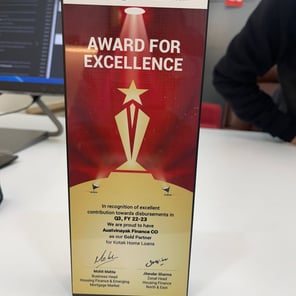 AWARD FOR
EXCELLENCE
In recognition of excellent
contribution towards disbursements in
Q3, FY 22-23
We are proud to have
Austvinayak Finance CO
as our Gold Partner
for Kotak Home Loans
Mohit Mehta
Business Head
Housing Finance & Emerging
Mortgage Market
Jitender Sharma
Zonal Head
Housing Finance
North & East